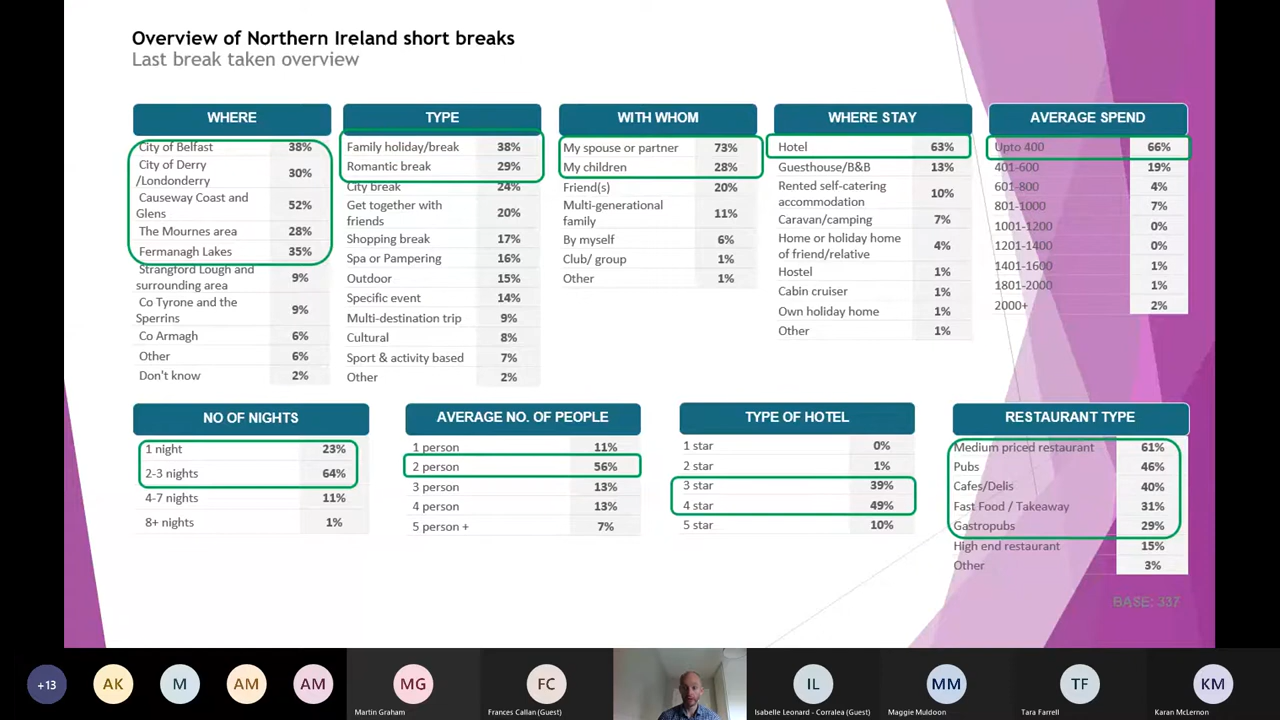 Overview of Northern Ireland short breaks
Last break taken overview
WHERE
City of Belfast 38%
City of Derry
/Londonderry 30%
Causeway Coast and
Glens 52%
The Mournes area 28%
Fermanagh Lakes 35%
Strangford Lough and
surrounding area 9%
Co Tyrone and the
Sperrins 9%
Co Armagh 6%
Other 6%
Don't know 2%
TYPE
Family holiday/break 38%
Romantic break 29%
City break 24%
Get together with
friends 20%
Shopping break 17%
Spa or Pampering 16%
Outdoor 15%
Specific event 14%
Multi-destination trip 9%
Cultural 8%
Sport & activity based 7%
Other 2%
WITH WHOM
My spouse or partner 73%
My children 28%
Friend(s) 20%
Multi-generational
family 11%
By myself 6%
Club/ group 1%
Other 1%
WHERE STAY
Hotel 63%
Guesthouse/B&B 13%
Rented self-catering
accommodation 10%
Caravan/camping 7%
Home or holiday home
of friend/relative 4%
Hostel 1%
Cabin cruiser 1%
Own holiday home 1%
Other 1%
AVERAGE SPEND
Upto 400 66%
401-600 19%
601-800 4%
801-1000 7%
1001-1200 0%
1201-1400 0%
1401-1600 1%
1801-2000 1%
2000+ 2%
NO OF NIGHTS
1 night 23%
2-3 nights 64%
4-7 nights 11%
8+ nights 1%
AVERAGE NO. OF PEOPLE
1 person 11%
2 person 56%
3 person 13%
4 person 13%
5 person + 7%
TYPE OF HOTEL
1 star 0%
2 star 1%
3 star 39%
4 star 49%
5 star 10%
RESTAURANT TYPE
Medium priced restaurant 61%
Pubs 46%
Cafes/Delis 40%
Fast Food / Takeaway 31%
Gastropubs 29%
High end restaurant 15%
Other 3%
BASE: 337
+13
AK
M
AM
AM
MG
Martin Graham
FC
Frances Callan (Guest)
IL
Isabelle Leonard - Corralea (Guest)
MM
Maggie Muldoon
TF
Tara Farrell
KM
Karan McLernon